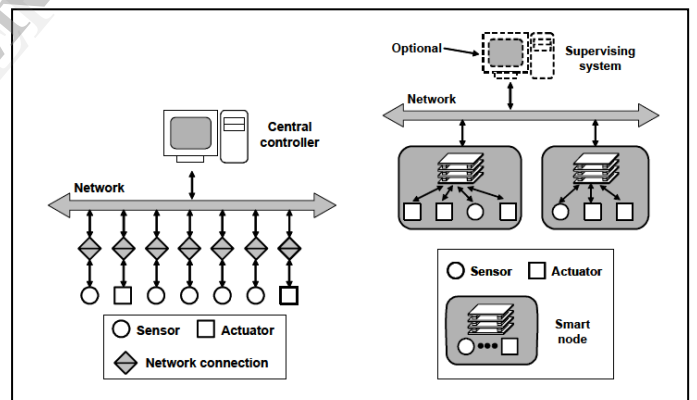 Central
controller
Network
Sensor
Actuator
Network connection
Optional
Supervising
system
Network
Sensor
Actuator
Smart
node